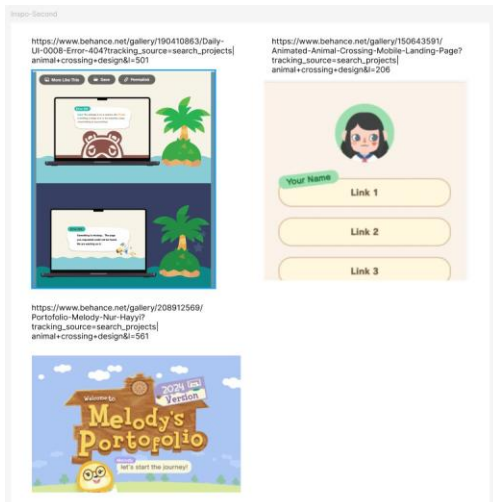 Inspo-Second
https://www.behance.net/gallery/190410863/Daily-
UI-0008-Error-404?tracking_source=search_projects|
animal+crossing+design&l=501
More Like This
Save
Permalink
https://www.behance.net/gallery/150643591/
Animated-Animal-Crossing-Mobile-Landing-Page?
tracking_source=search_projects|
animal+crossing+design&l=206
Your Name
Link 1
Link 2
Link 3
https://www.behance.net/gallery/208912569/
Portofolio-Melody-Nur-Hayyi?
tracking_source=search_projects|
animal+crossing+design&l=561
Welcome to
2024
Version
Melody's
Portofolio
let's start the journey!